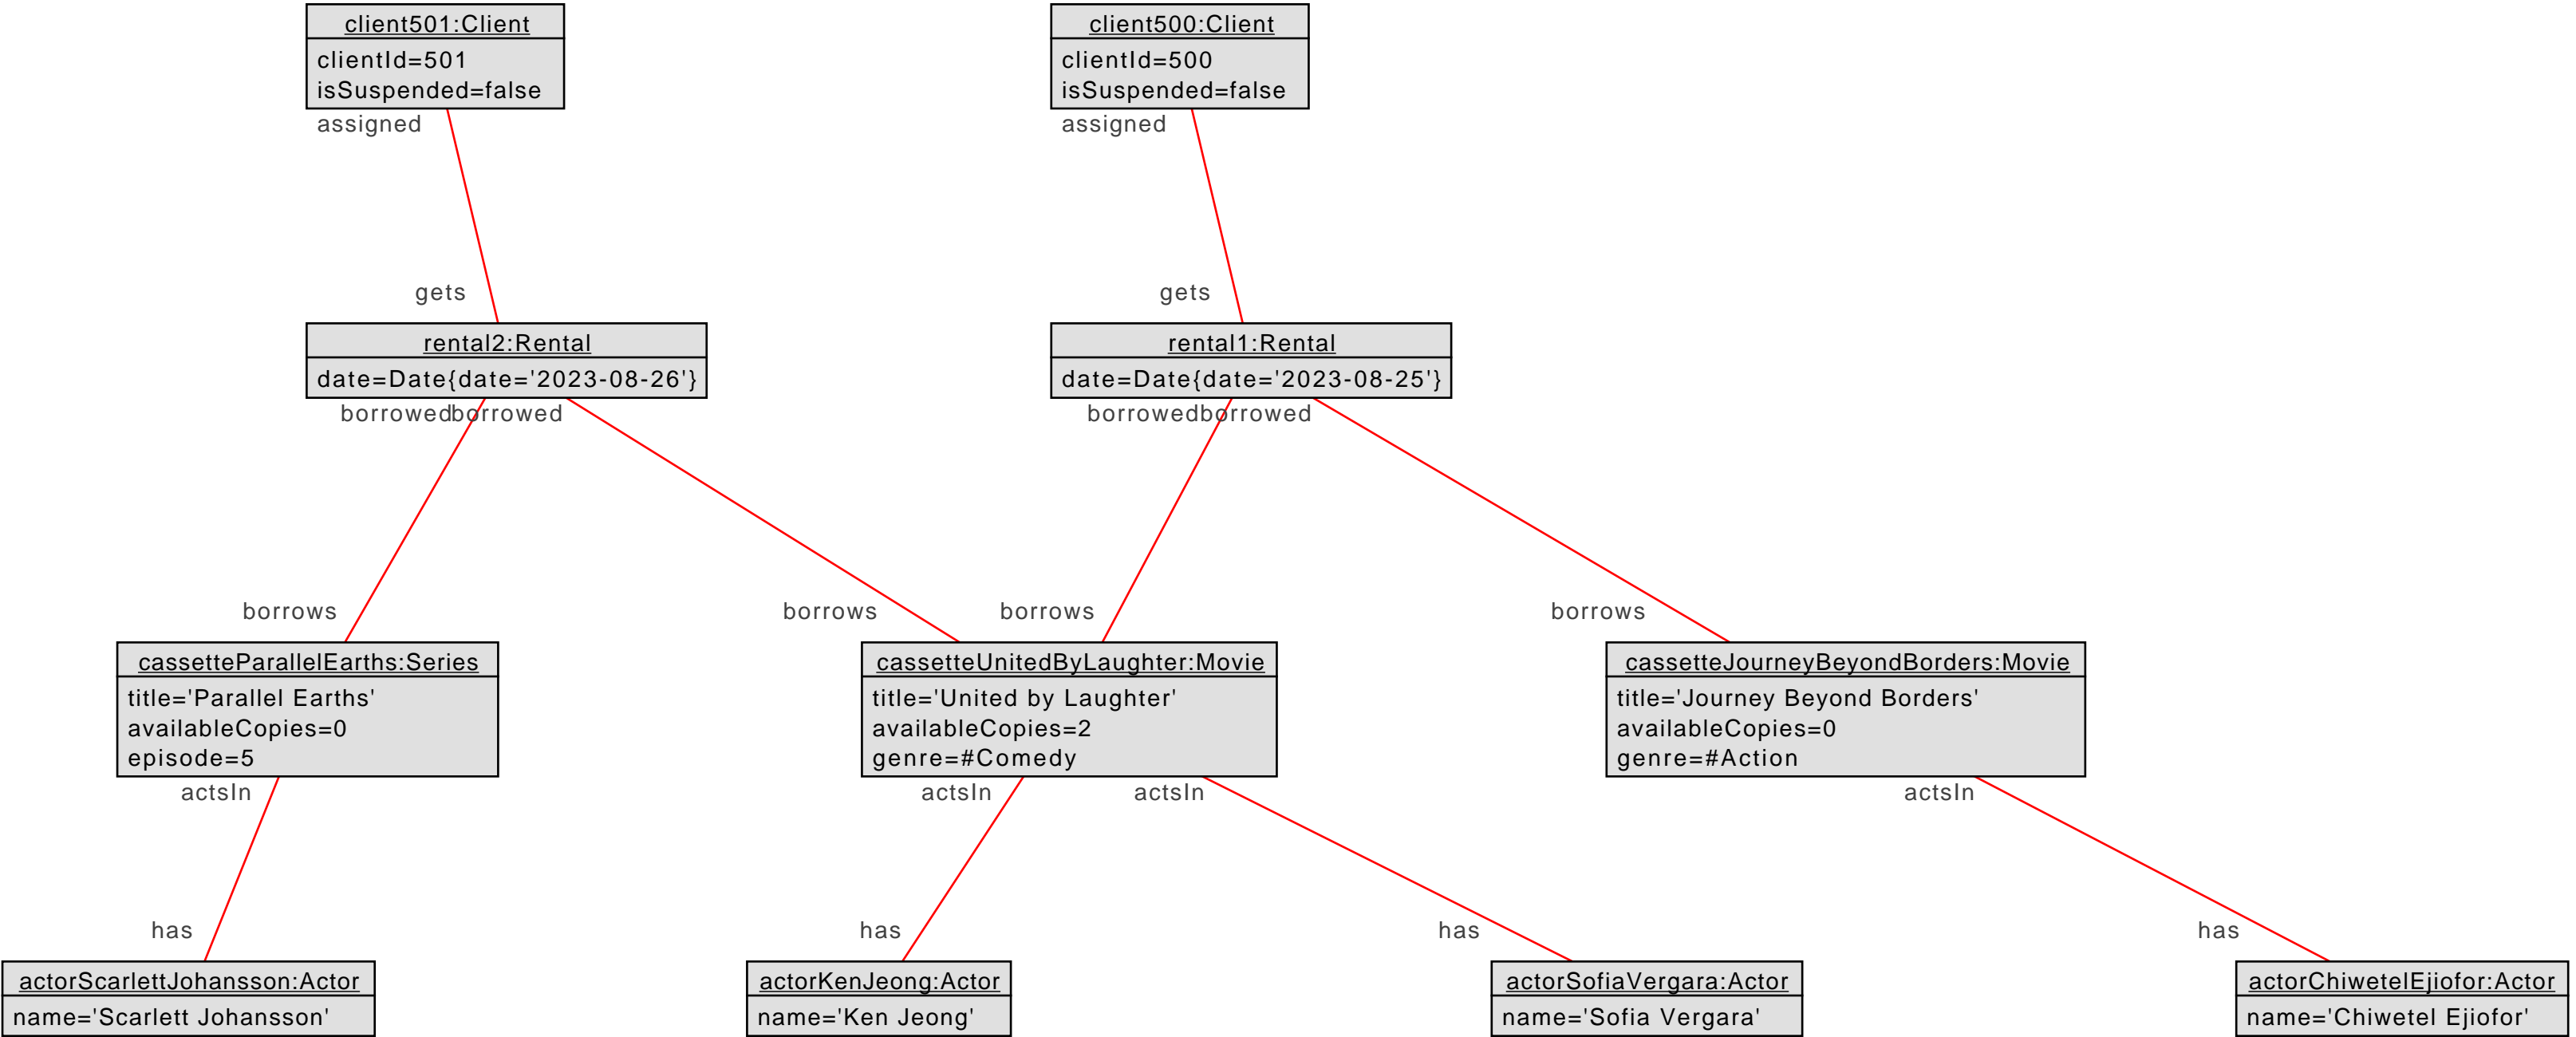 client501:Client
clientId=501
isSuspended=false
client500:Client
clientId=500
isSuspended=false
assigned
assigned
gets
gets
rental2:Rental
date=Date{date='2023-08-26'}
rental1:Rental
date=Date{date='2023-08-25'}
borrowed
borrowed
borrowed
borrowed
borrows
borrows
borrows
borrows
cassetteParallelEarths:Series
title='Parallel Earths'
availableCopies=0
episode=5
cassetteUnitedByLaughter:Movie
title='United by Laughter'
availableCopies=2
genre=#Comedy
cassetteJourneyBeyondBorders:Movie
title='Journey Beyond Borders'
availableCopies=0
genre=#Action
actsIn
actsIn
actsIn
actsIn
has
has
has
has
actorScarlettJohansson:Actor
name='Scarlett Johansson'
actorKenJeong:Actor
name='Ken Jeong'
actorSofiaVergara:Actor
name='Sofia Vergara'
actorChiwetelEjiofor:Actor
name='Chiwetel Ejiofor'